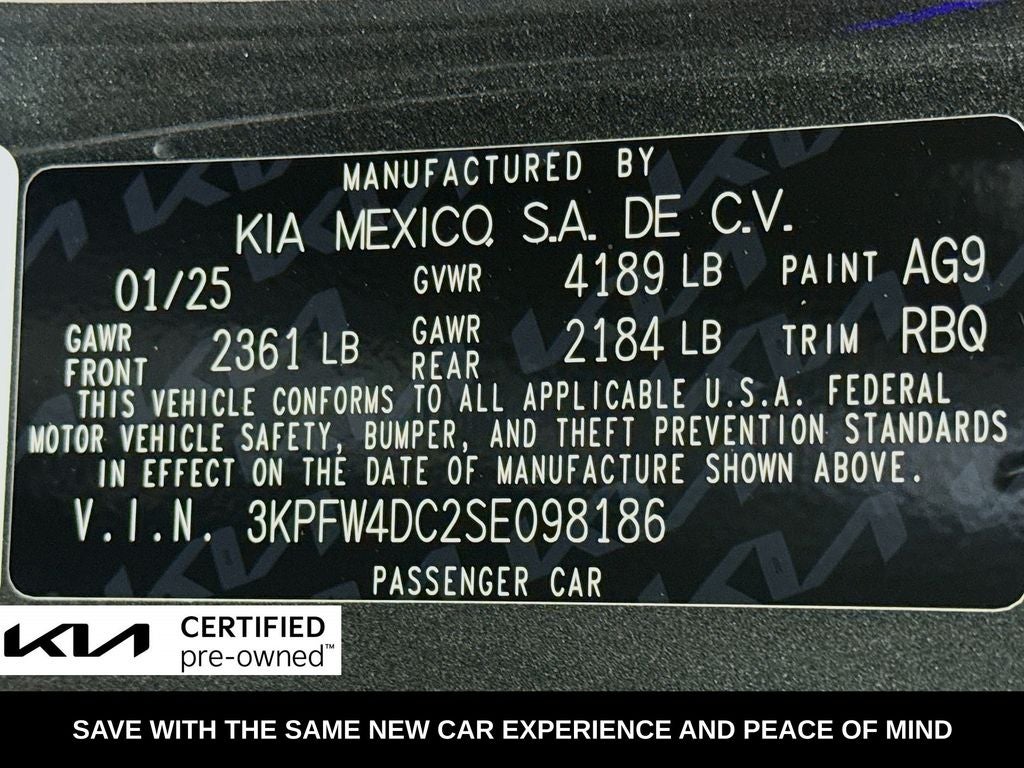 MANUFACTURED BY
KIA MEXICO, S.A. DE C.V.
01/25 GVWR 4189 LB PAINT AG9
GAWR FRONT 2361 LB GAWR REAR 2184 LB TRIM RBQ
THIS VEHICLE CONFORMS TO ALL APPLICABLE U.S.A. FEDERAL
MOTOR VEHICLE SAFETY, BUMPER, AND THEFT PREVENTION STANDARDS
IN EFFECT ON THE DATE OF MANUFACTURE SHOWN ABOVE.
V.I.N. 3KPFW4DC2SE098186
PASSENGER CAR
KIA CERTIFIED
pre-owned™
SAVE WITH THE SAME NEW CAR EXPERIENCE AND PEACE OF MIND